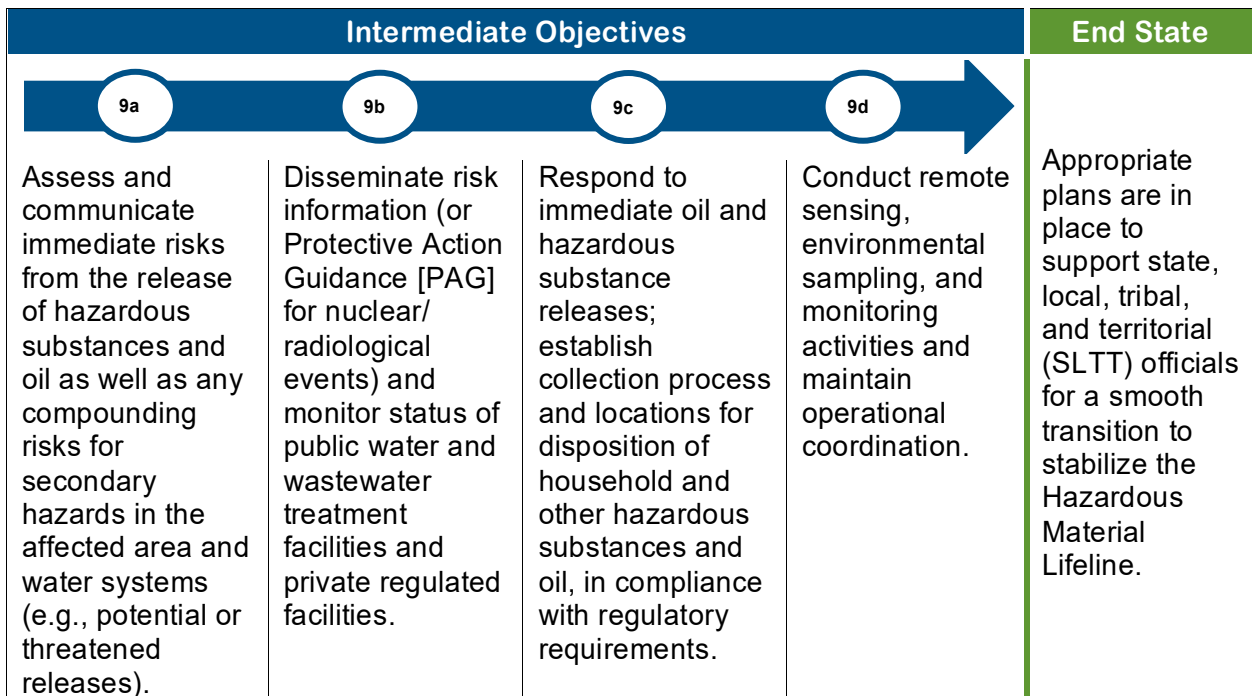 Intermediate Objectives
End State
9a
9b
9c
9d
Assess and
communicate
immediate risks
from the release
of hazardous
substances and
oil as well as any
compounding
risks for
secondary
hazards in the
affected area and
water systems
(e.g., potential or
threatened
releases).
Disseminate risk
information (or
Protective Action
Guidance [PAG]
for nuclear/
radiological
events) and
monitor status of
public water and
wastewater
treatment
facilities and
private regulated
facilities.
Respond to
immediate oil and
hazardous
substance
releases;
establish
collection process
and locations for
disposition of
household and
other hazardous
substances and
oil, in compliance
with regulatory
requirements.
Conduct remote
sensing,
environmental
sampling, and
monitoring
activities and
maintain
operational
coordination.
Appropriate
plans are in
place to
support state,
local, tribal,
and territorial
(SLTT) officials
for a smooth
transition to
stabilize the
Hazardous
Material
Lifeline.